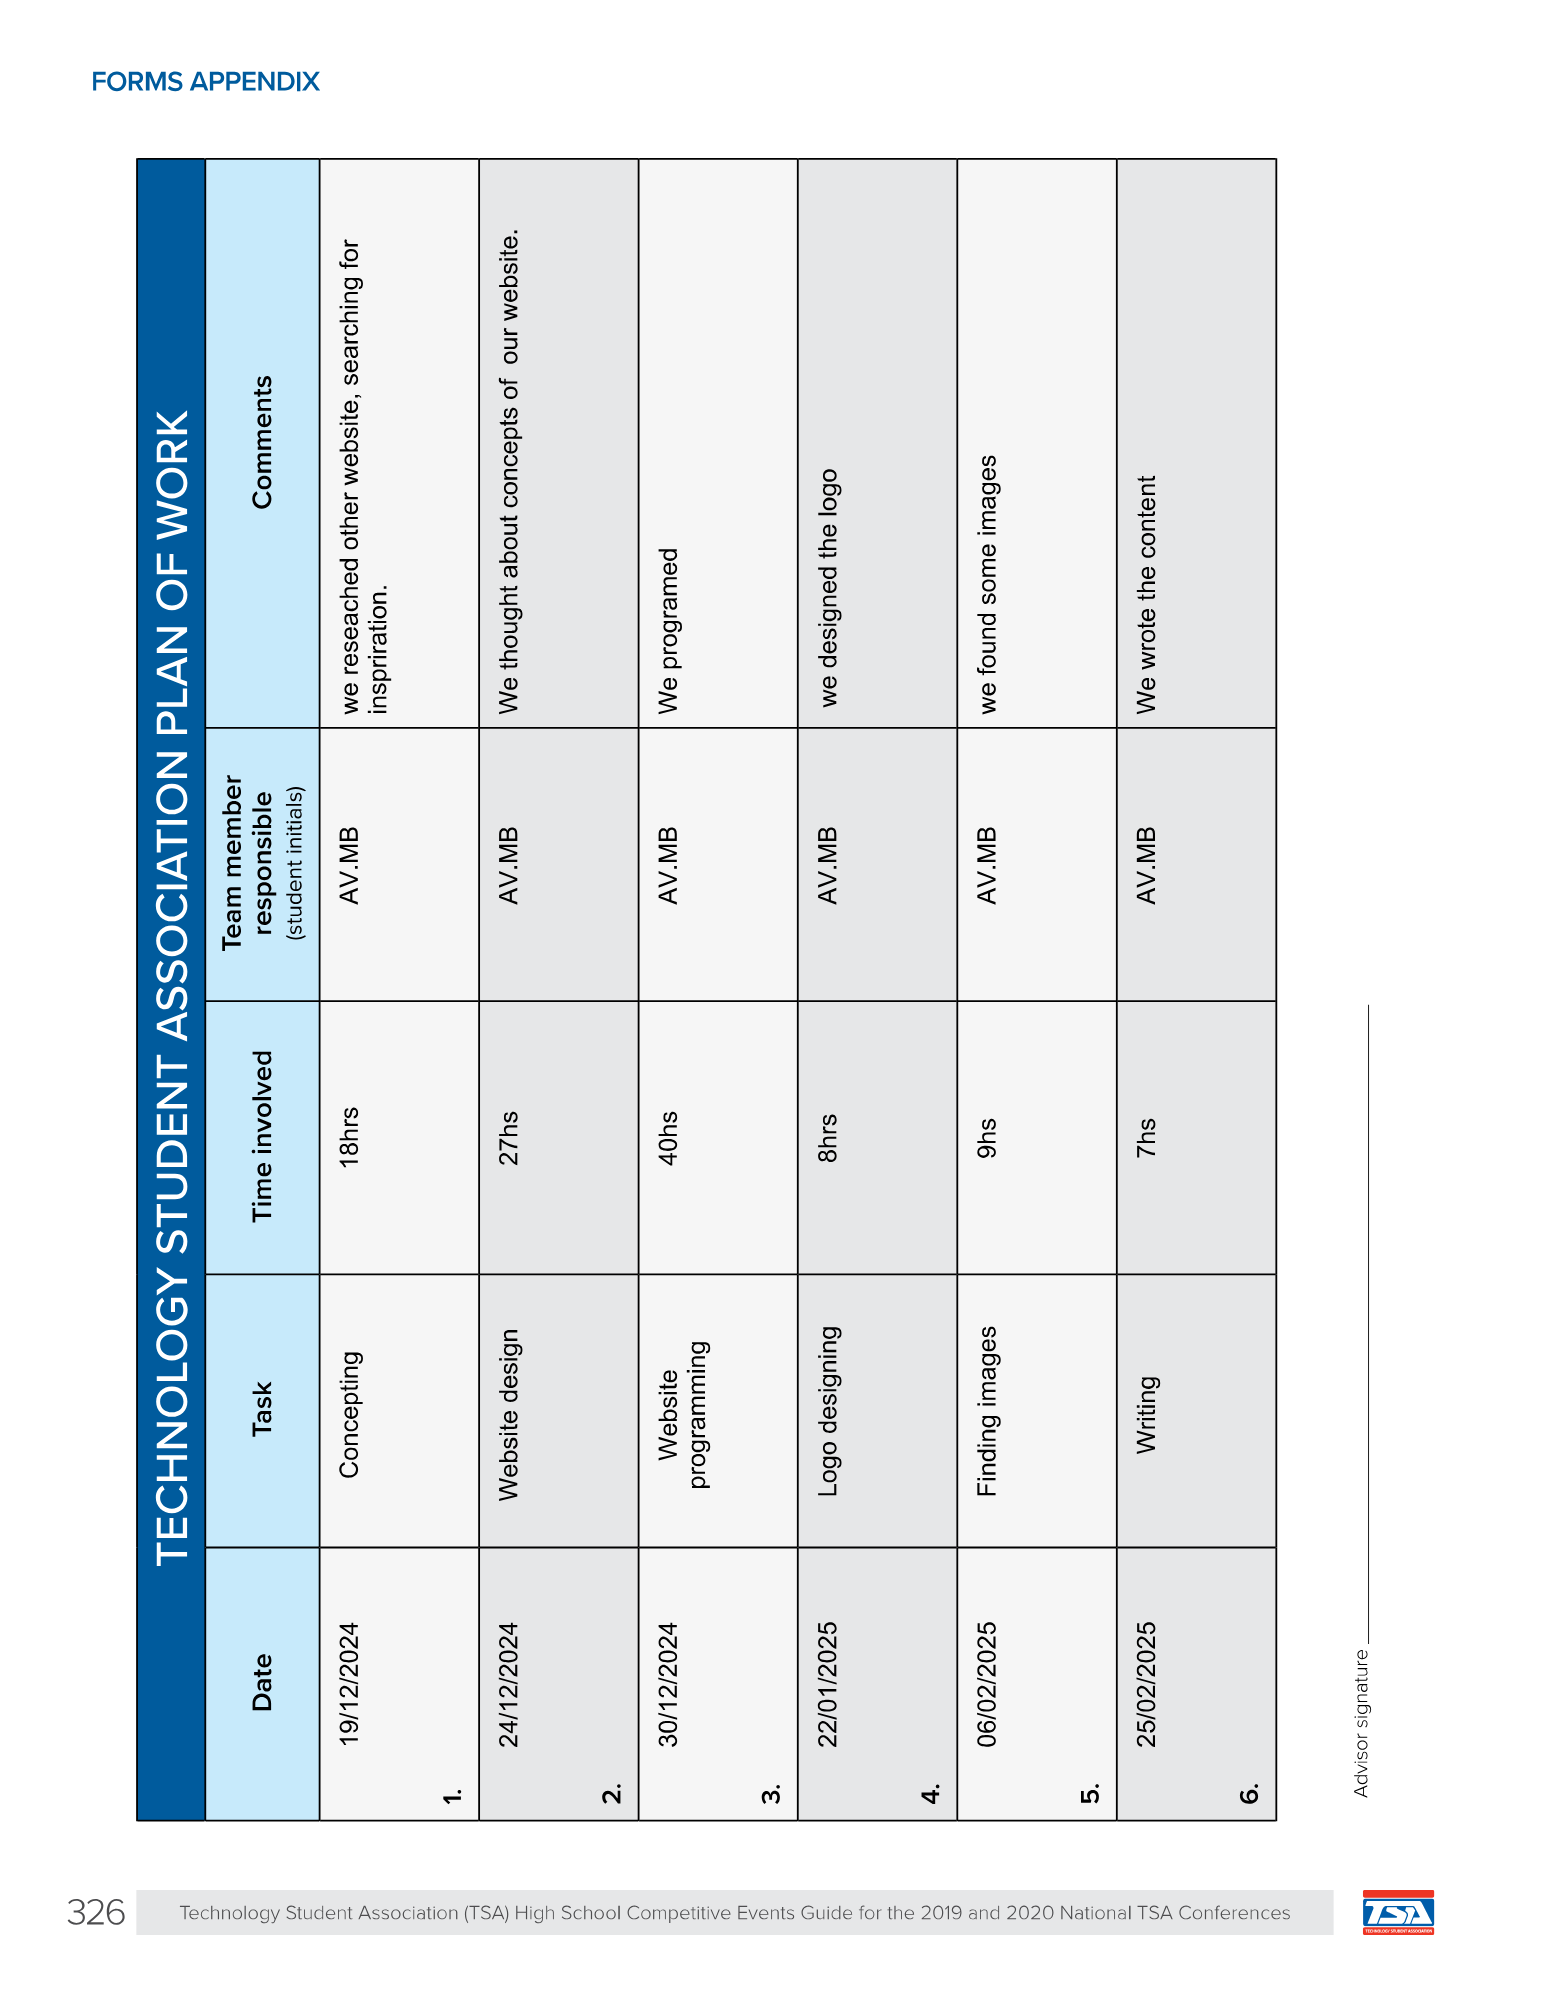 FORMS APPENDIX
TECHNOLOGY STUDENT ASSOCIATION PLAN OF WORK
Date
Task
Time involved
Team member
responsible
(student initials)
Comments
1.
19/12/2024
Concepting
18hrs
AV.MB
we reseached other website, searching for
inspriration.
2.
24/12/2024
Website design
27hs
AV.MB
We thought about concepts of  our website.
3.
30/12/2024
Website
programming
40hs
AV.MB
We programed
4.
22/01/2025
Logo designing
8hrs
AV.MB
we designed the logo
5.
06/02/2025
Finding images
9hs
AV.MB
we found some images
6.
25/02/2025
Writing
7hs
AV.MB
We wrote the content
Advisor signature
326
Technology Student Association (TSA) High School Competitive Events Guide for the 2019 and 2020 National TSA Conferences
TSA
TECHNOLOGY STUDENT ASSOCIATION